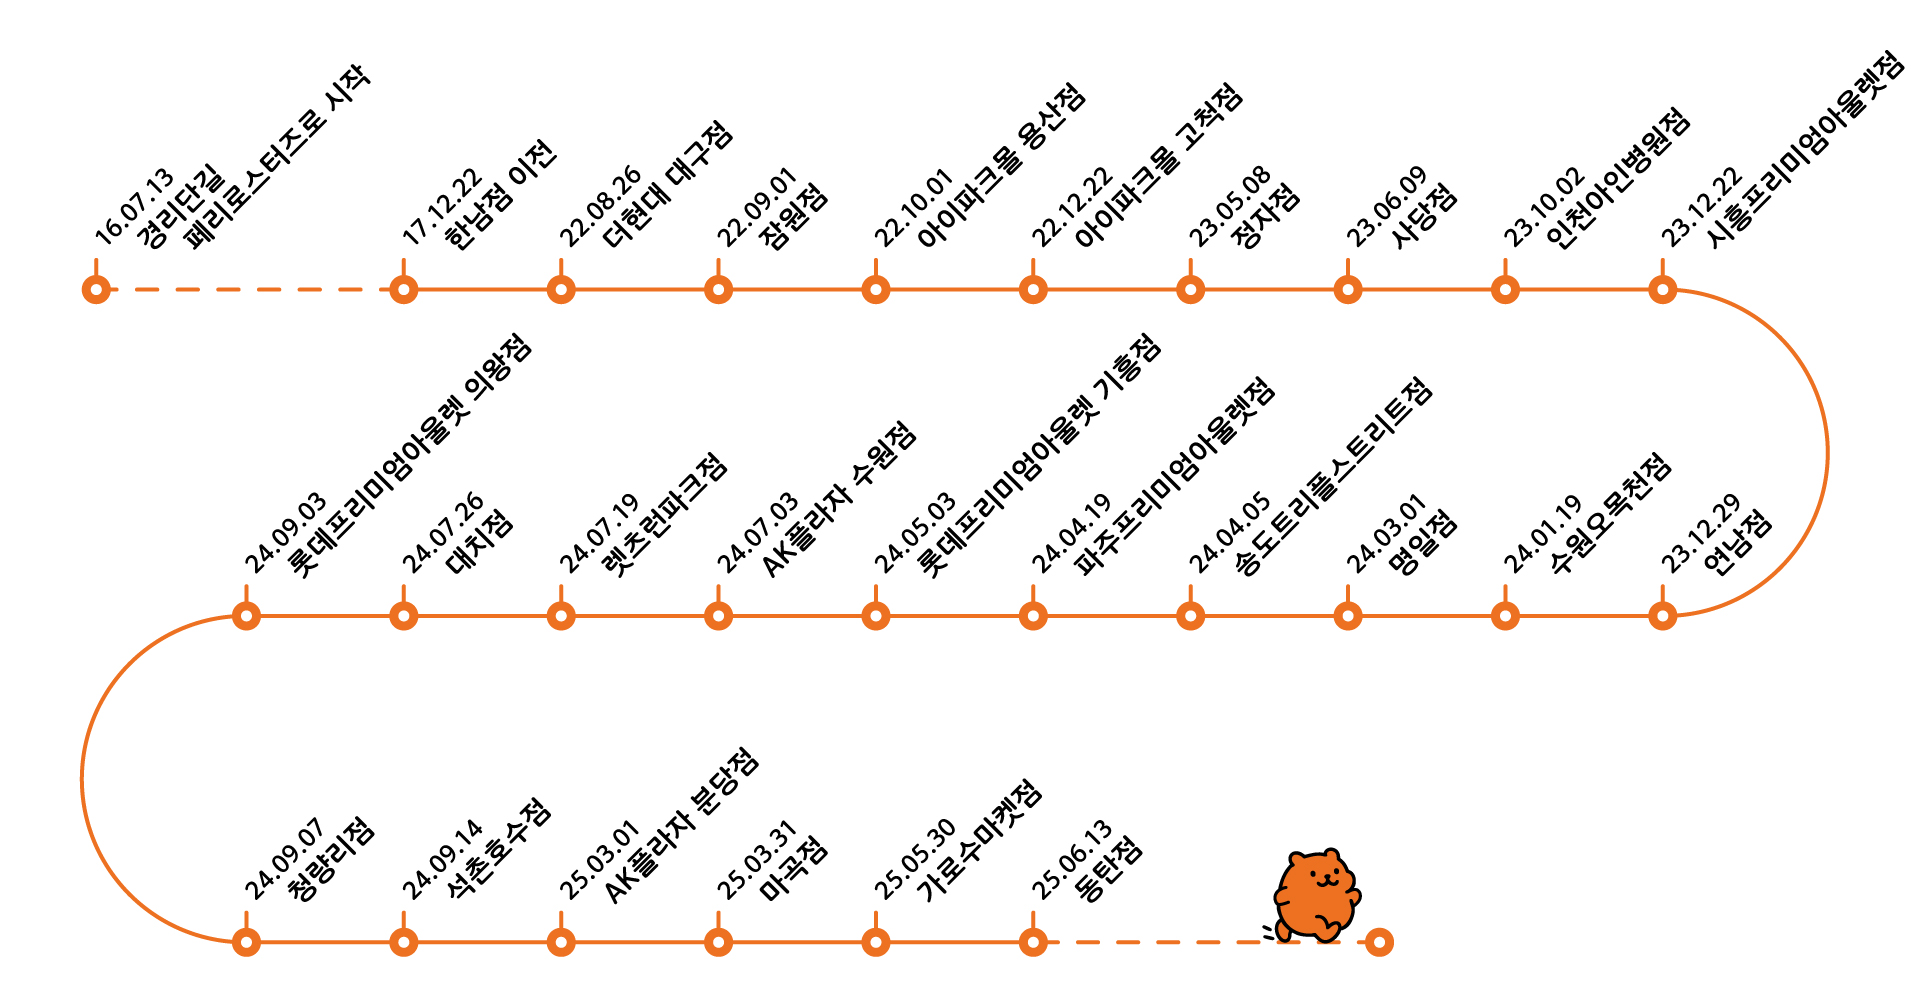 16.07.13
경리단길
페리로스터즈로 시작
17.12.22
한남점 이전
22.08.26
더현대 대구점
22.09.01
잠원점
22.10.01
아이파크몰 용산점
22.12.22
아이파크몰 고척점
23.05.08
정자점
23.06.09
사당점
23.10.02
인천아인병원점
23.12.22
시흥프리미엄아울렛점
24.09.03
롯데프리미엄아울렛 의왕점
24.07.26
대치점
24.07.19
렛츠런파크점
24.07.03
AK플라자 수원점
24.05.03
롯데프리미엄아울렛 기흥점
24.04.19
파주프리미엄아울렛점
24.04.05
송도트리플스트리트점
24.03.01
명일점
24.01.19
수원오목천점
23.12.29
연남점
24.09.07
청량리점
24.09.14
석촌호수점
25.03.01
AK플라자 분당점
25.03.31
마곡점
25.05.30
가로수마켓점
25.06.13
동탄점